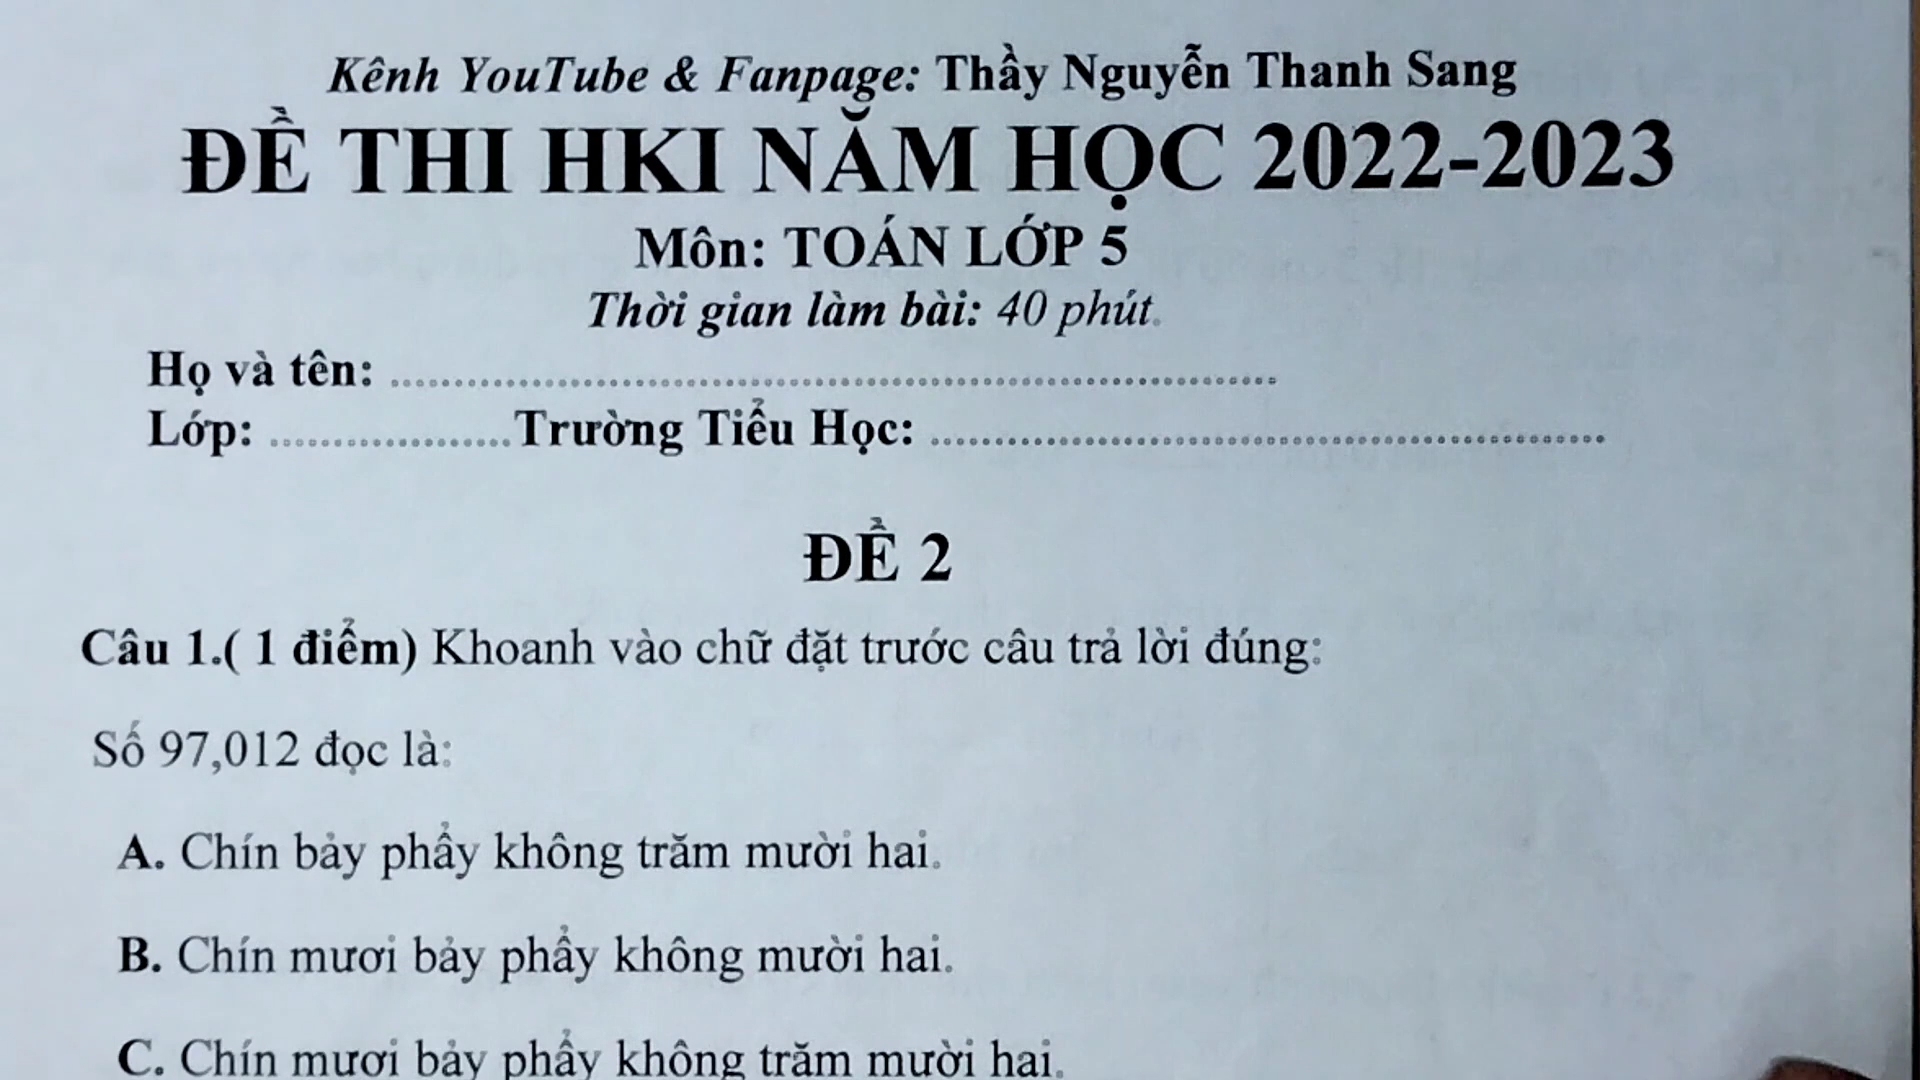 Kênh YouTube & Fanpage: Thầy Nguyễn Thanh Sang
ĐỀ THI HKI NĂM HỌC 2022-2023
Môn: TOÁN LỚP 5
Thời gian làm bài: 40 phút.
Họ và tên: ......................................................................
Lớp: ...................Trường Tiểu Học: .....................................................
ĐỀ 2
Câu 1.( 1 điểm) Khoanh vào chữ đặt trước câu trả lời đúng:
Số 97,012 đọc là:
A. Chín bảy phẩy không trăm mười hai.
B. Chín mươi bảy phẩy không mười hai.
C. Chín mươi bảy phẩy không trăm mười hai.